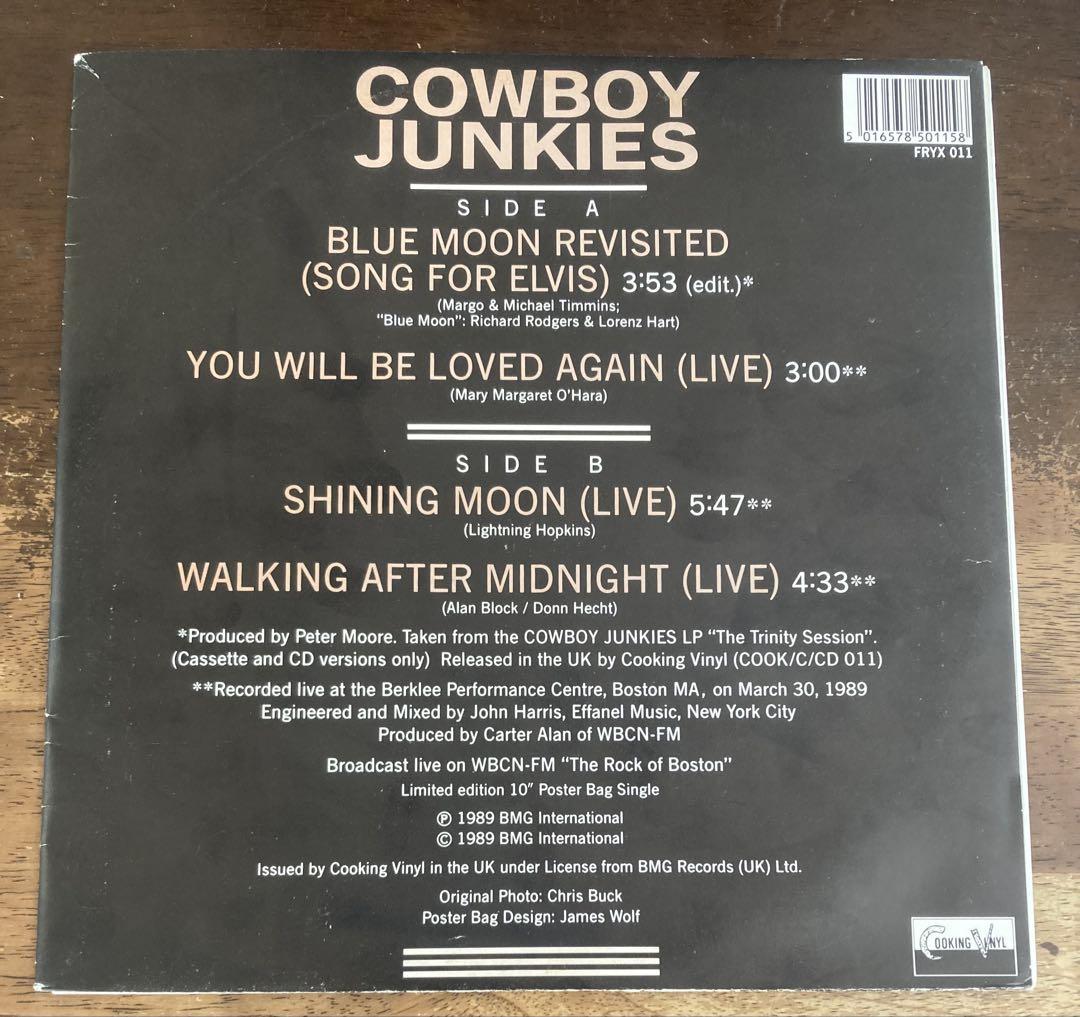 COWBOY
JUNKIES
5 016578 501158
FRYX 011
SIDE A
BLUE MOON REVISITED
(SONG FOR ELVIS) 3:53 (edit.)*
(Margo & Michael Timmins;
"Blue Moon": Richard Rodgers & Lorenz Hart)
YOU WILL BE LOVED AGAIN (LIVE) 3:00**
(Mary Margaret O'Hara)
SIDE B
SHINING MOON (LIVE) 5:47**
(Lightning Hopkins)
WALKING AFTER MIDNIGHT (LIVE) 4:33**
(Alan Block / Donn Hecht)
*Produced by Peter Moore. Taken from the COWBOY JUNKIES LP "The Trinity Session".
(Cassette and CD versions only) Released in the UK by Cooking Vinyl (COOK/C/CD 011)
**Recorded live at the Berklee Performance Centre, Boston MA, on March 30, 1989
Engineered and Mixed by John Harris, Effanel Music, New York City
Produced by Carter Alan of WBCN-FM
Broadcast live on WBCN-FM "The Rock of Boston"
Limited edition 10" Poster Bag Single
℗ 1989 BMG International
© 1989 BMG International
Issued by Cooking Vinyl in the UK under License from BMG Records (UK) Ltd.
Original Photo: Chris Buck
Poster Bag Design: James Wolf
COOKING VINYL